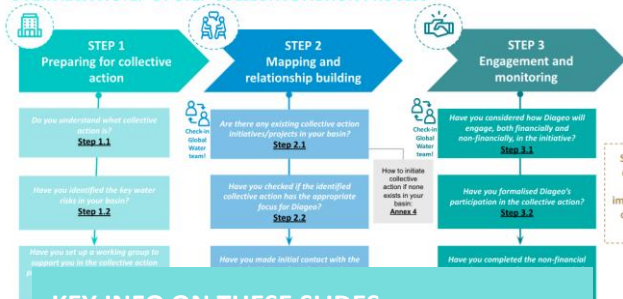 STEP 1
Preparing for collective
action
STEP 2
Mapping and
relationship building
STEP 3
Engagement and
monitoring
Do you understand what collective
action is?
Step 1.1
Have you identified the key water
risks in your basin?
Step 1.2
Have you set up a working group to
support you in the collective action
Check-in
Global
Water
team!
Are there any existing collective action
initiatives/projects in your basin?
Step 2.1
Have you checked if the identified
collective action has the appropriate
focus for Diageo?
Step 2.2
Have you made initial contact with the
How to initiate
collective
action if none
exists in your
basin:
Annex 4
Check-in
Global
Water
team!
Have you considered how Diageo will
engage, both financially and
non-financially, in the initiative?
Step 3.1
Have you formalised Diageo's
participation in the collective action?
Step 3.2
Have you completed the non-financial
KEY INFO ON THESE SLIDES